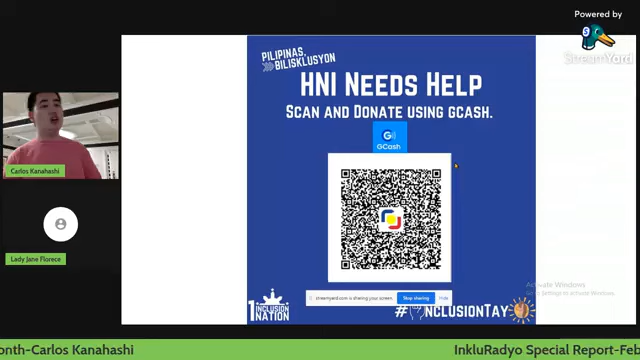 Powered by
StreamYard
PILIPINAS,
BILISKLUSYON
HNI NEEDS HELP
SCAN AND DONATE USING GCASH.
GCash
Carlos Kanahashi
Lady Jane Florece
Activate Windows
Go to Settings to activate Windows.
streamyard.com is sharing your screen.
Stop sharing
Hide
1 INCLUSION
NATION
#INCLUSIONTAY
onth-Carlos Kanahashi
InkluRadyo Special Report-Feb